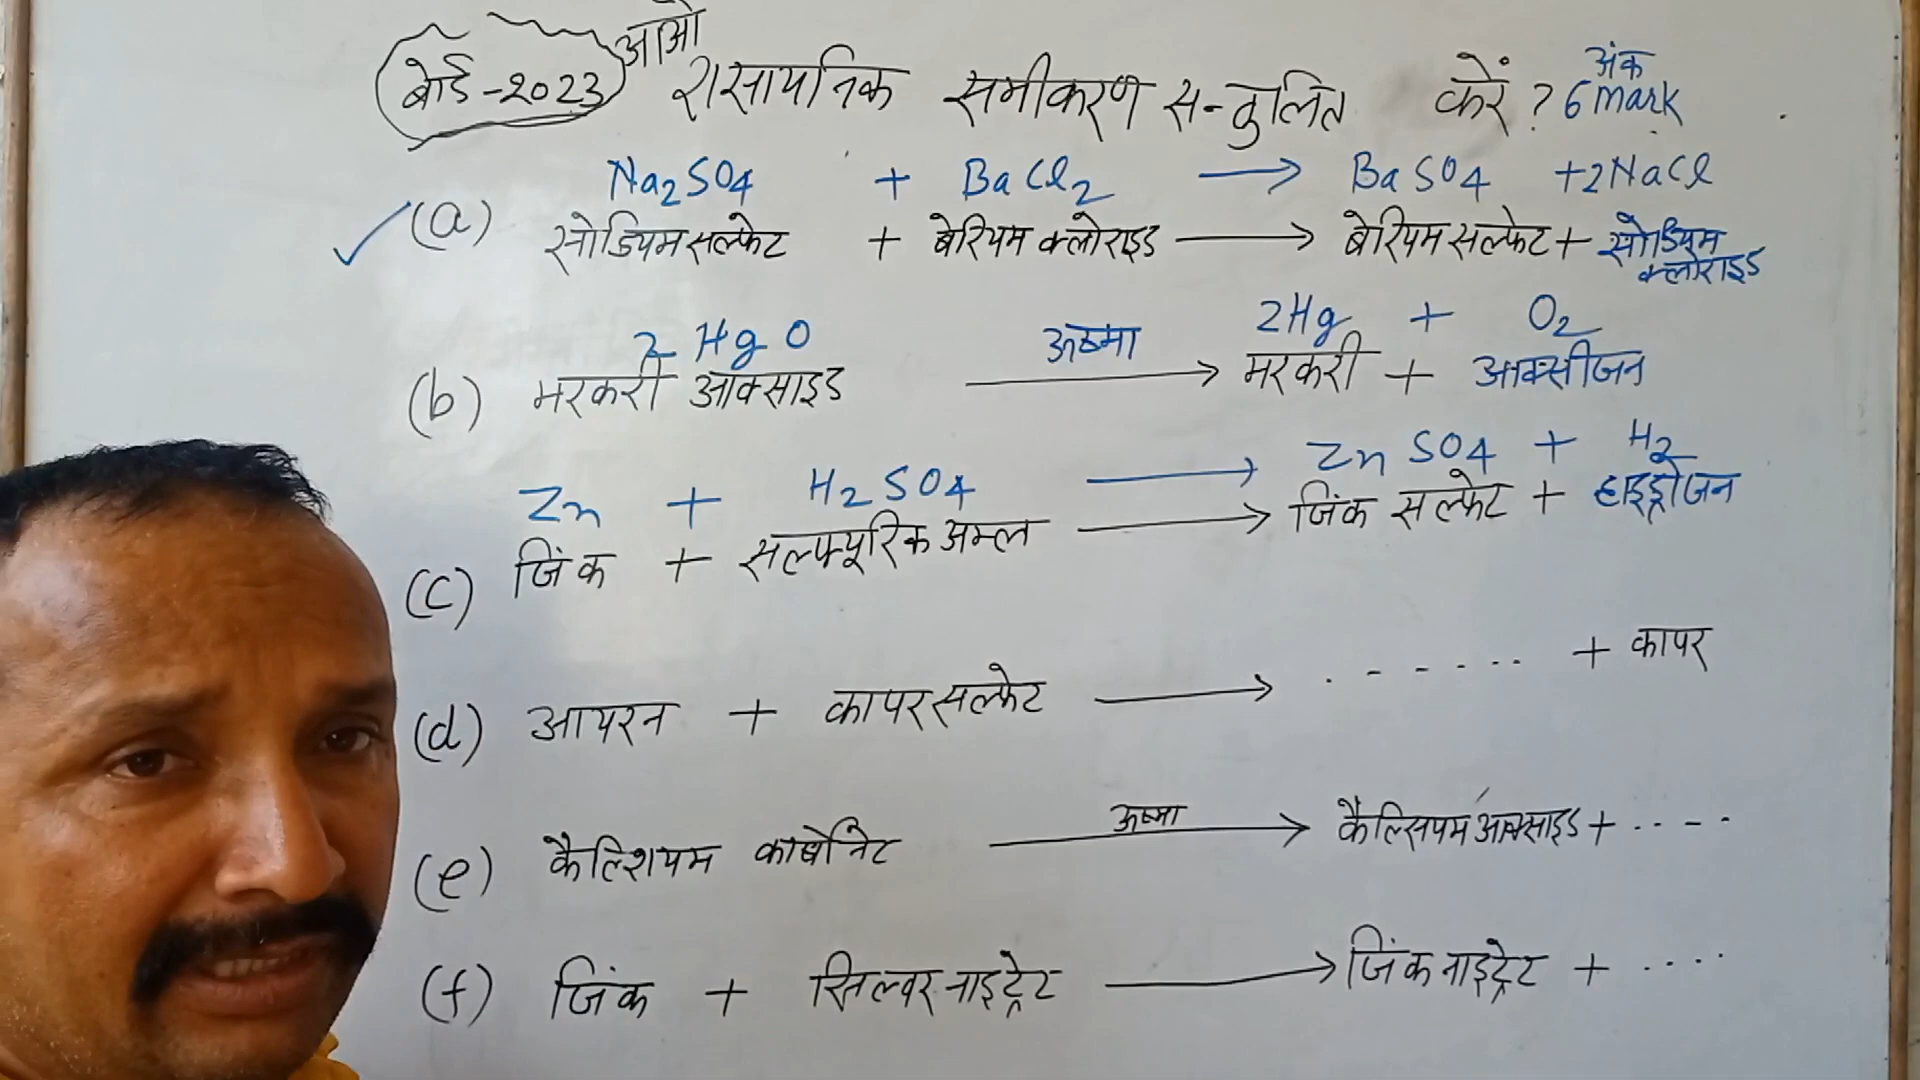 बोर्ड-2023 आओ रासायनिक समीकरण सन्तुलित करें ? 6 अंक mark
Na2SO4 + BaCl2 → BaSO4 + 2NaCl
(a) सोडियम सल्फेट + बेरियम क्लोराइड → बेरियम सल्फेट + सोडियम क्लोराइड
2HgO ऊष्मा 2Hg + O2
(b) मरकरी ऑक्साइड → मरकरी + आक्सीजन
Zn + H2SO4 → ZnSO4 + H2
(c) जिंक + सल्फ्यूरिक अम्ल → जिंक सल्फेट + हाइड्रोजन
(d) आयरन + कापर सल्फेट → ....... + कापर
(e) कैल्शियम कार्बोनेट ऊष्मा → कैल्सियम आक्साइड + ....
(f) जिंक + सिल्वर नाइट्रेट → जिंक नाइट्रेट + ....